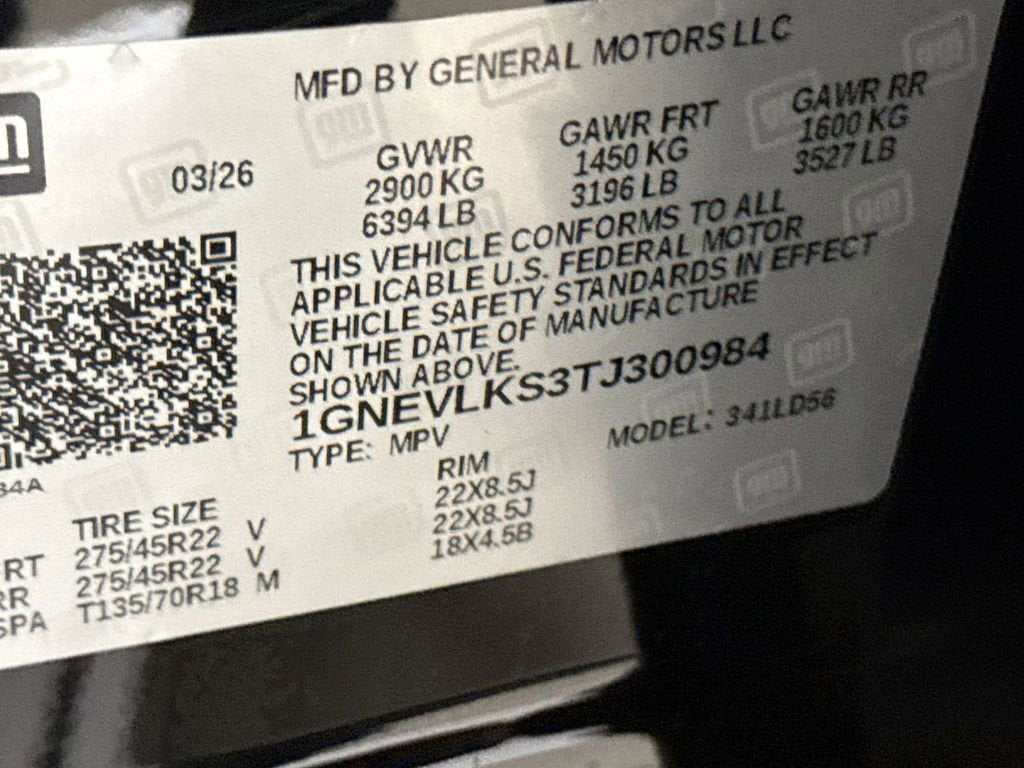 MFD BY GENERAL MOTORS LLC
03/26
GVWR GAWR FRT GAWR RR
2900 KG 1450 KG 1600 KG
6394 LB 3196 LB 3527 LB
THIS VEHICLE CONFORMS TO ALL
APPLICABLE U.S. FEDERAL MOTOR
VEHICLE SAFETY STANDARDS IN EFFECT
ON THE DATE OF MANUFACTURE
SHOWN ABOVE.
1GNEVLKS3TJ300984
TYPE: MPV MODEL: 341LD56
34A
TIRE SIZE RIM
RT 275/45R22 V 22X8.5J
RR 275/45R22 V 22X8.5J
SPA T135/70R18 M 18X4.5B